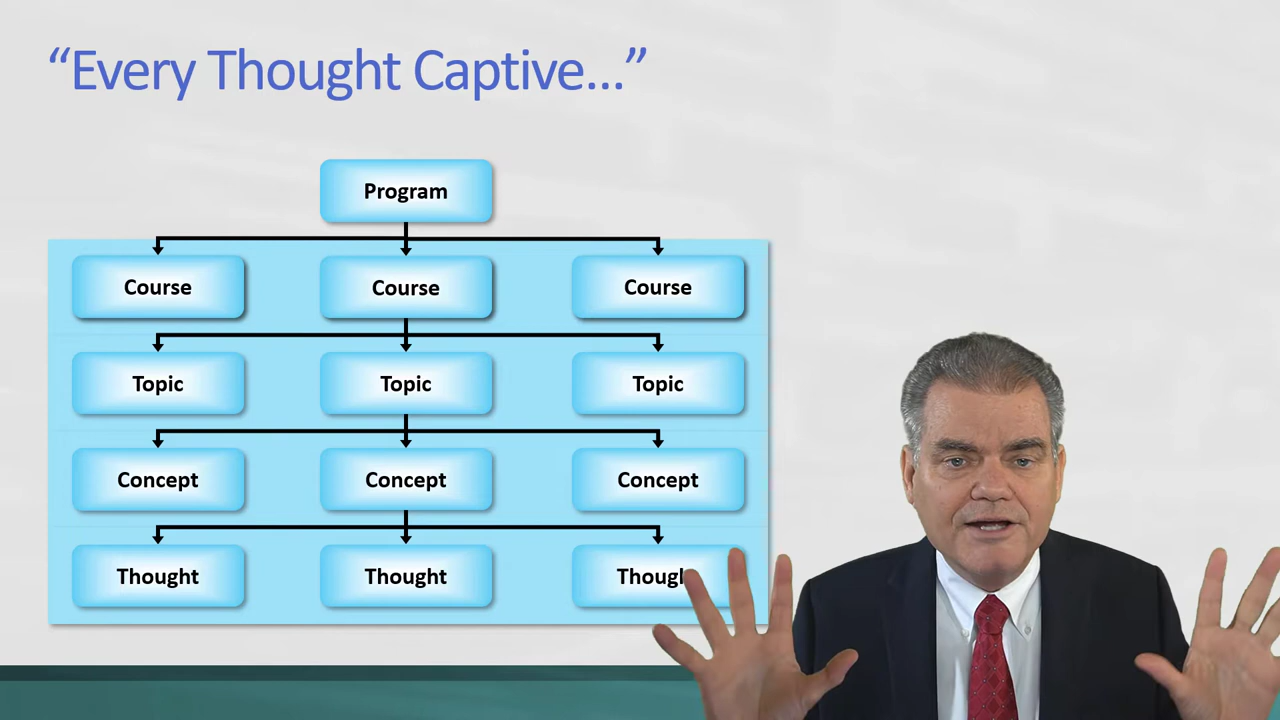 “Every Thought Captive...”
Program
Course Course Course
Topic Topic Topic
Concept Concept Concept
Thought Thought